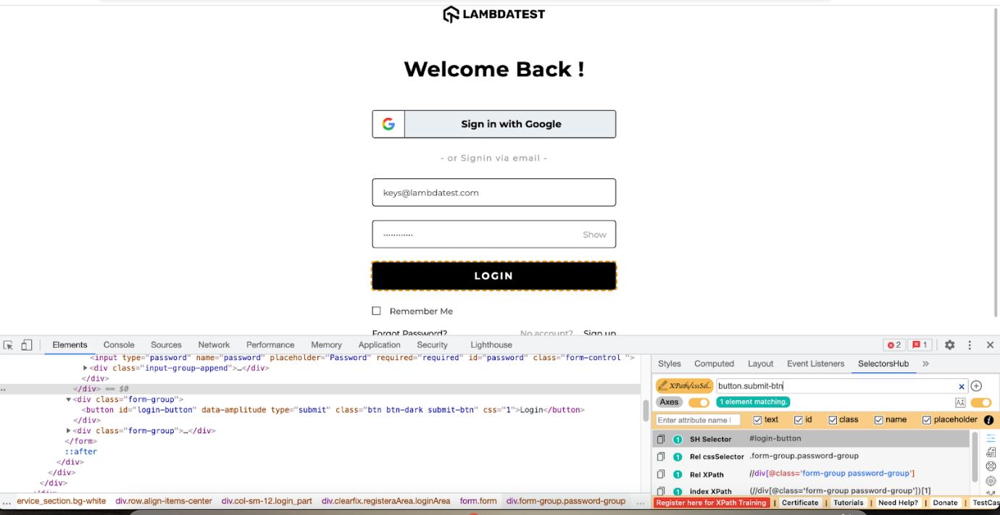 LAMBDATEST
Welcome Back !
Sign in with Google
- or Signin via email -
keys@lambdatest.com
............ Show
LOGIN
Remember Me
Forgot Password? No account? Sign up
Elements Console Sources Network Performance Memory Application Security Lighthouse 2 1
<input type="password" name="password" placeholder="Password" required="required" id="password" class="form-control ">
<div class="input-group-append">…</div>
</div>
</div> == $0
<div class="form-group">
<button id="login-button" data-amplitude type="submit" class="btn btn-dark submit-btn" css="1">Login</button>
</div>
<div class="form-group">…</div>
</form>
::after
</div>
</div>
</div>
... ervice_section.bg-white div.row.align-items-center div.col-sm-12.login_part div.clearfix.registeraArea.loginArea form.form div.form-group.password-group ...
Styles Computed Layout Event Listeners SelectorsHub »
XPath/cssSel.. button.submit-btn
Axes 1 element matching.
Enter attribute name text id class name placeholder
1 SH Selector #login-button
1 Rel cssSelector .form-group.password-group
1 Rel XPath //div[@class='form-group password-group']
1 index XPath (//div[@class='form-group password-group'])[1]
Register here for XPath Training | Certificate | Tutorials | Need Help? | Donate | TestCas